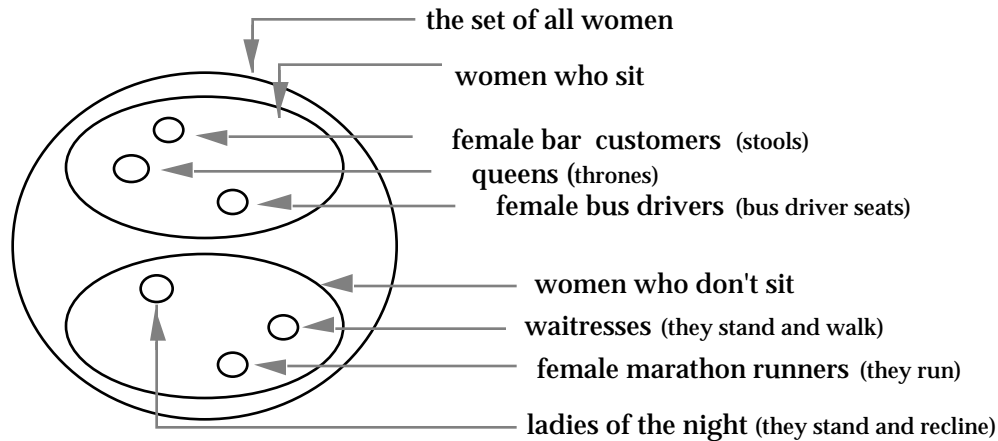 the set of all women
women who sit
female bar customers (stools)
queens (thrones)
female bus drivers (bus driver seats)
women who don't sit
waitresses (they stand and walk)
female marathon runners (they run)
ladies of the night (they stand and recline)